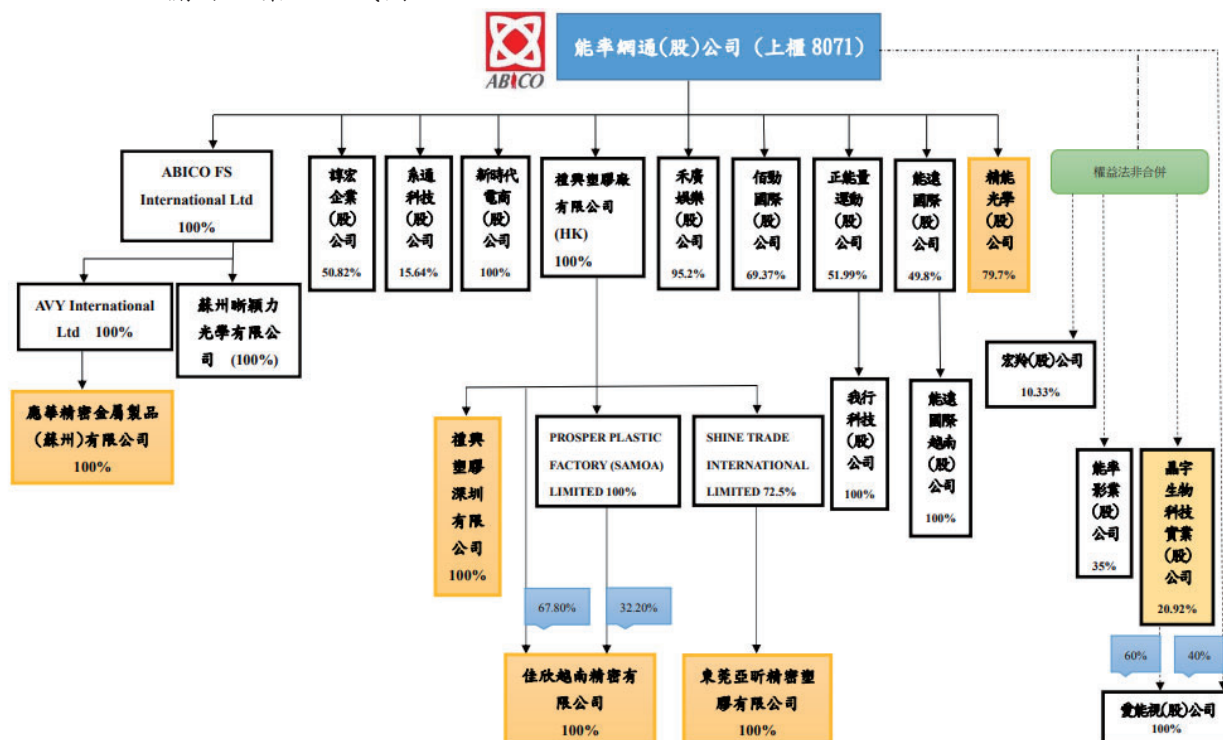 ABICO
能率網通(股)公司 (上櫃 8071)
ABICO FS
International Ltd
100%
諄宏
企業
(股)
公司
50.82%
系通
科技
(股)
公司
15.64%
新時代
電商
(股)
公司
100%
禮興塑膠廠
有限公司
(HK)
100%
禾廣
娛樂
(股)
公司
95.2%
佰勤
國際
(股)
公司
69.37%
正能量
運動
(股)
公司
51.99%
能遠
國際
(股)
公司
49.8%
精能
光學
(股)
公司
79.7%
權益法非合併
AVY International
Ltd 100%
蘇州晰穎力
光學有限公
司 (100%)
應華精密金屬製品
(蘇州)有限公司
100%
禮興
塑膠
深圳
有限
公司
100%
PROSPER PLASTIC
FACTORY (SAMOA)
LIMITED 100%
SHINE TRADE
INTERNATIONAL
LIMITED 72.5%
我行
科技
(股)
公司
100%
能遠
國際
越南
(股)
公司
100%
宏羚(股)公司
10.33%
能率
影業
(股)
公司
35%
晶宇
生物
科技
實業
(股)
公司
20.92%
67.80%
32.20%
60%
40%
佳欣越南精密有
限公司
100%
東莞亞昕精密塑
膠有限公司
100%
愛能視(股)公司
100%